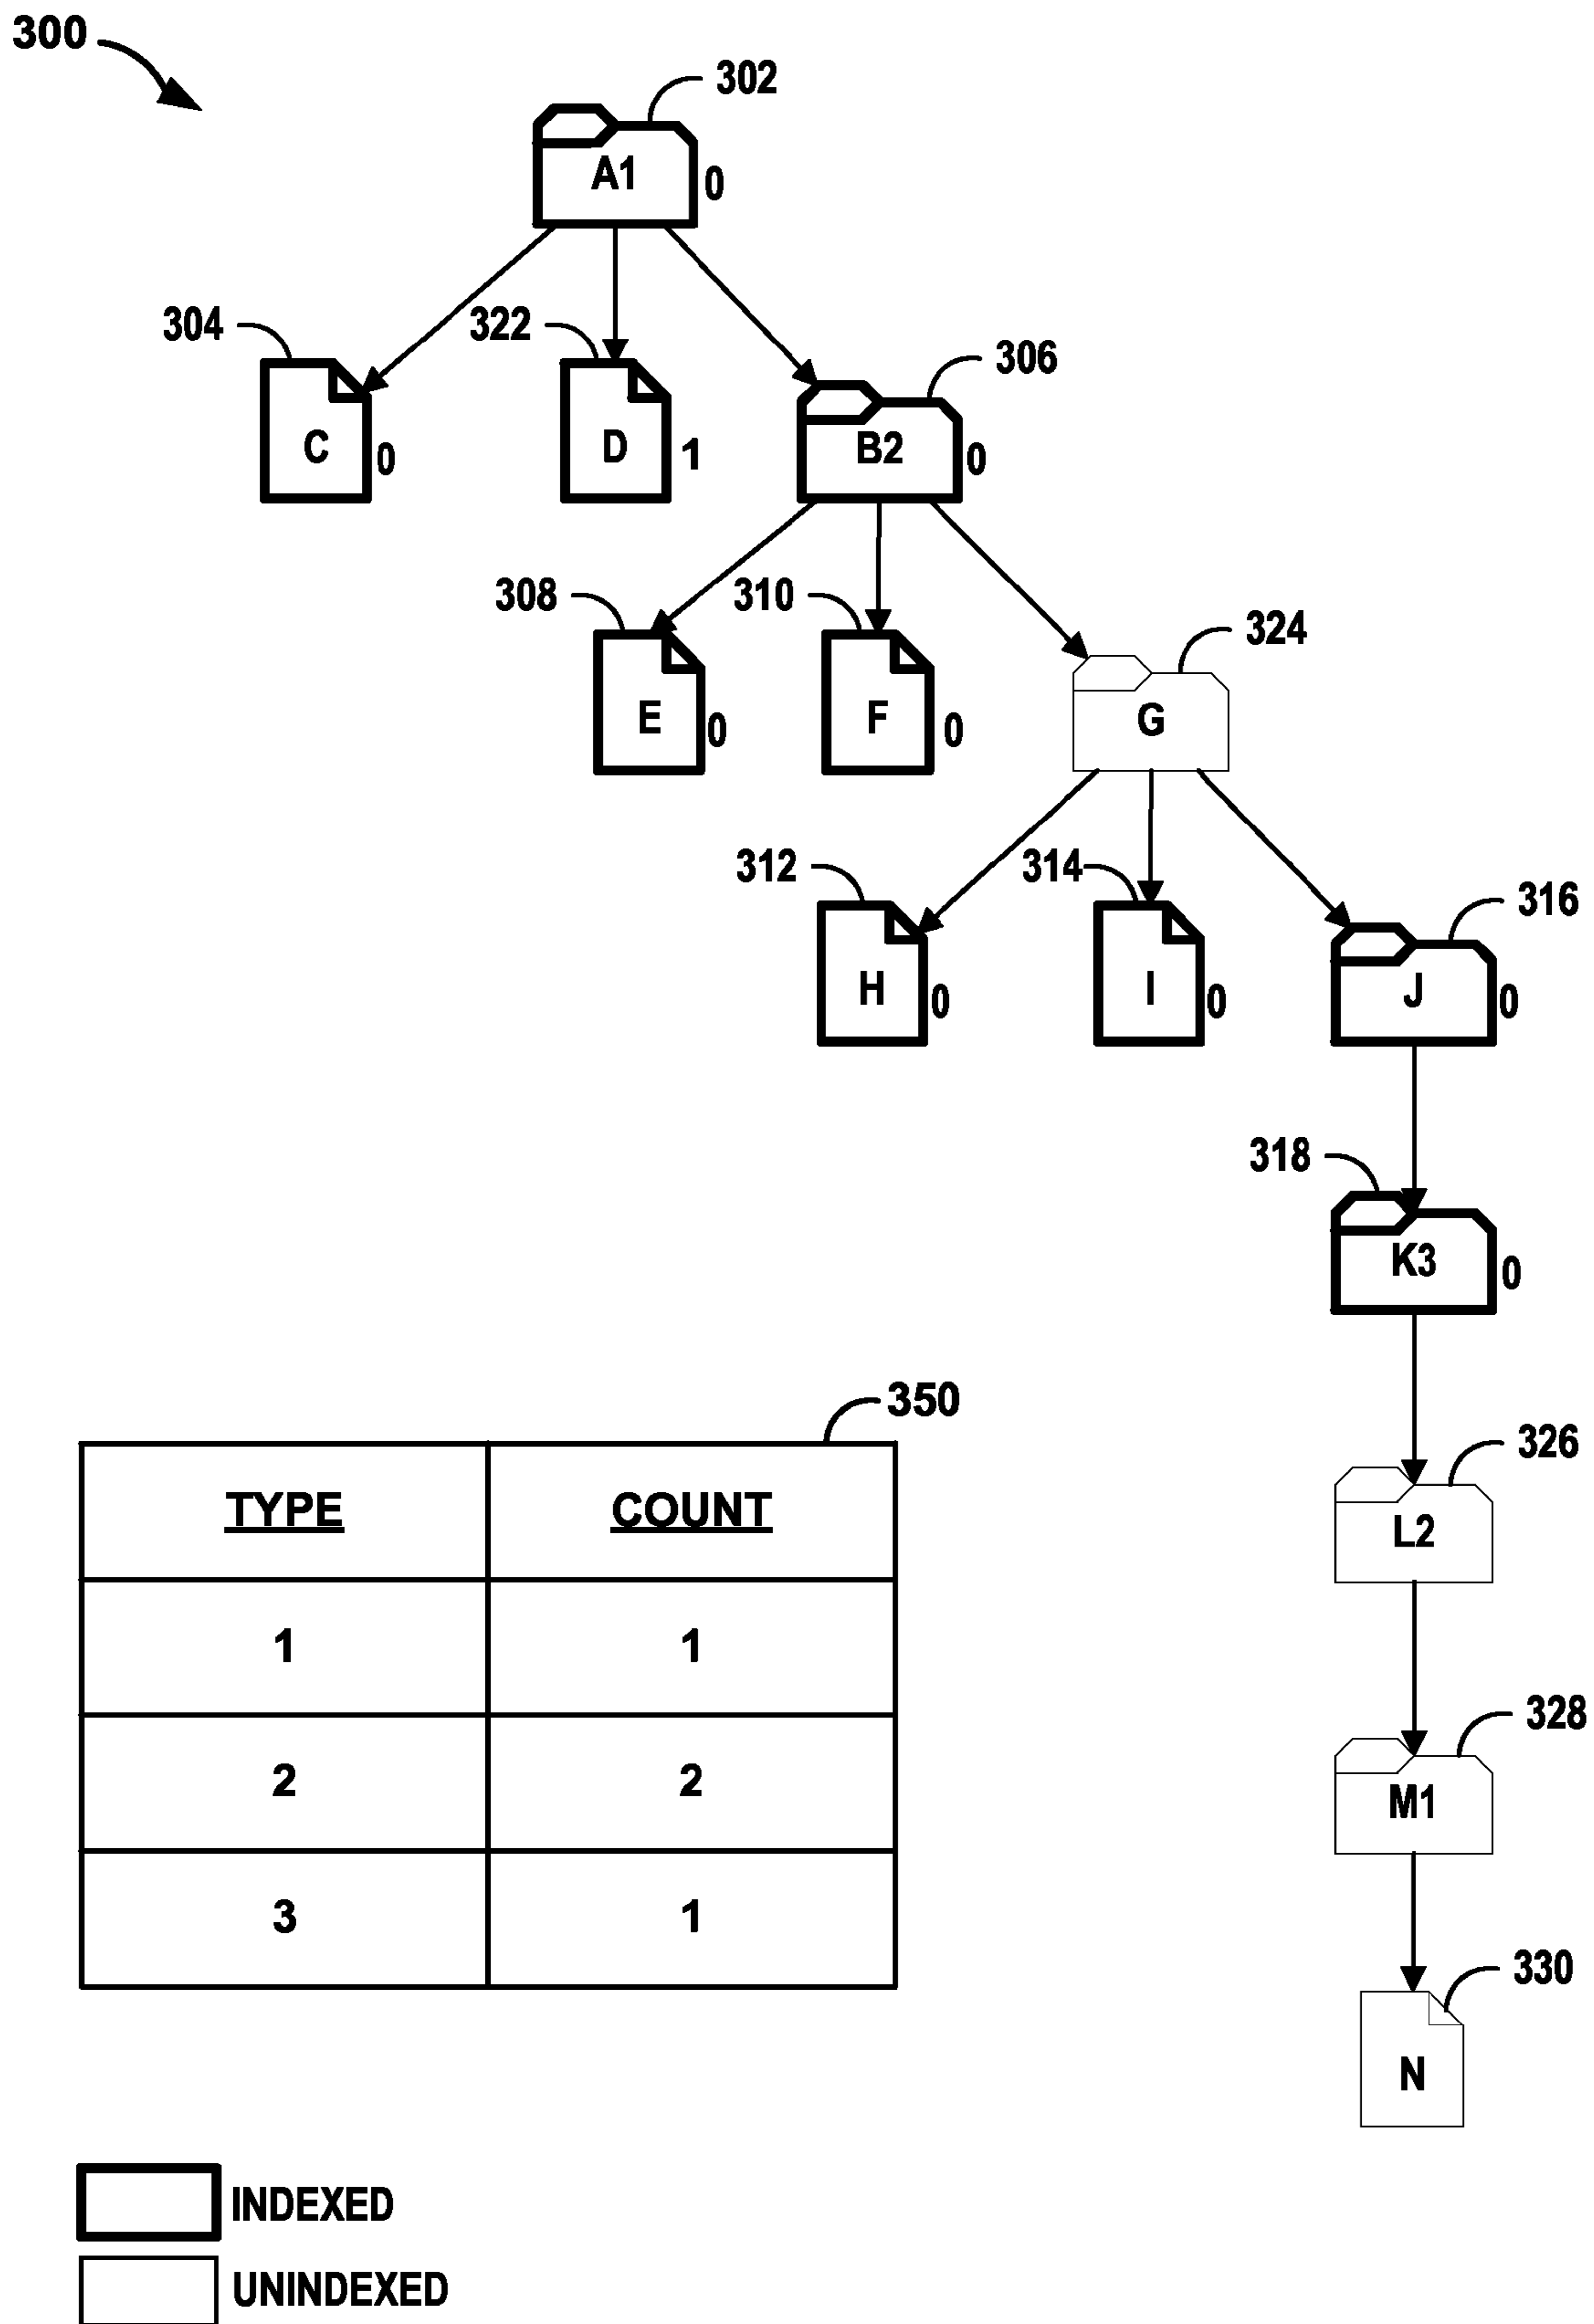 300
302
A1
0
304
322
306
C
0
D
1
B2
0
308
310
324
E
0
F
0
G
312
314
316
H
0
I
0
J
0
318
K3
0
350
326
TYPE COUNT
L2
1 1
328
2 2
M1
3 1
330
N
INDEXED
UNINDEXED